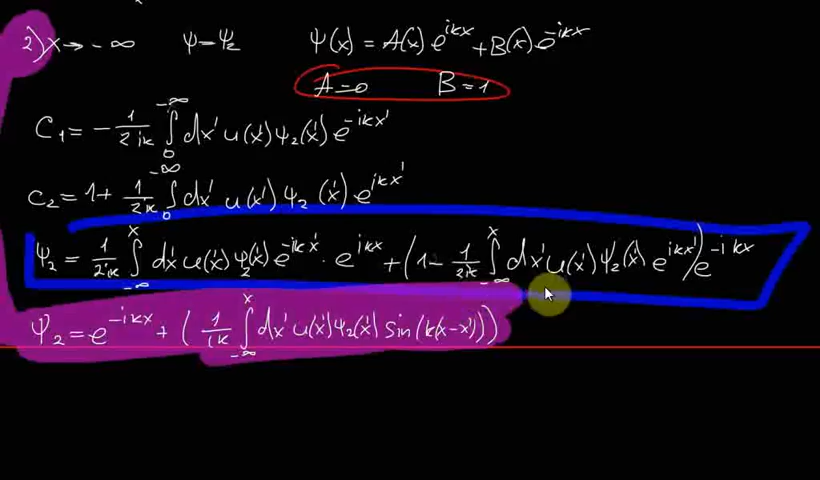 2) x → -∞ ψ = ψ₂ ψ(x) = A(x) e^{ikx} + B(x) e^{-ikx}
A=0 B=1
C₁ = - 1/2ik ∫_0^{-∞} dx' u(x') ψ₂(x') e^{-ikx'}
C₂ = 1 + 1/2ik ∫_0^{-∞} dx' u(x') ψ₂(x') e^{ikx'}
ψ₂ = 1/2ik ∫_{-∞}^x dx' u(x') ψ₂(x') e^{-ikx'} · e^{ikx} + (1 - 1/2ik ∫_{-∞}^x dx' u(x') ψ₂(x') e^{ikx'}) e^{-ikx}
ψ₂ = e^{-ikx} + (1/ik ∫_{-∞}^x dx' u(x') ψ₂(x') sin(k(x-x')))